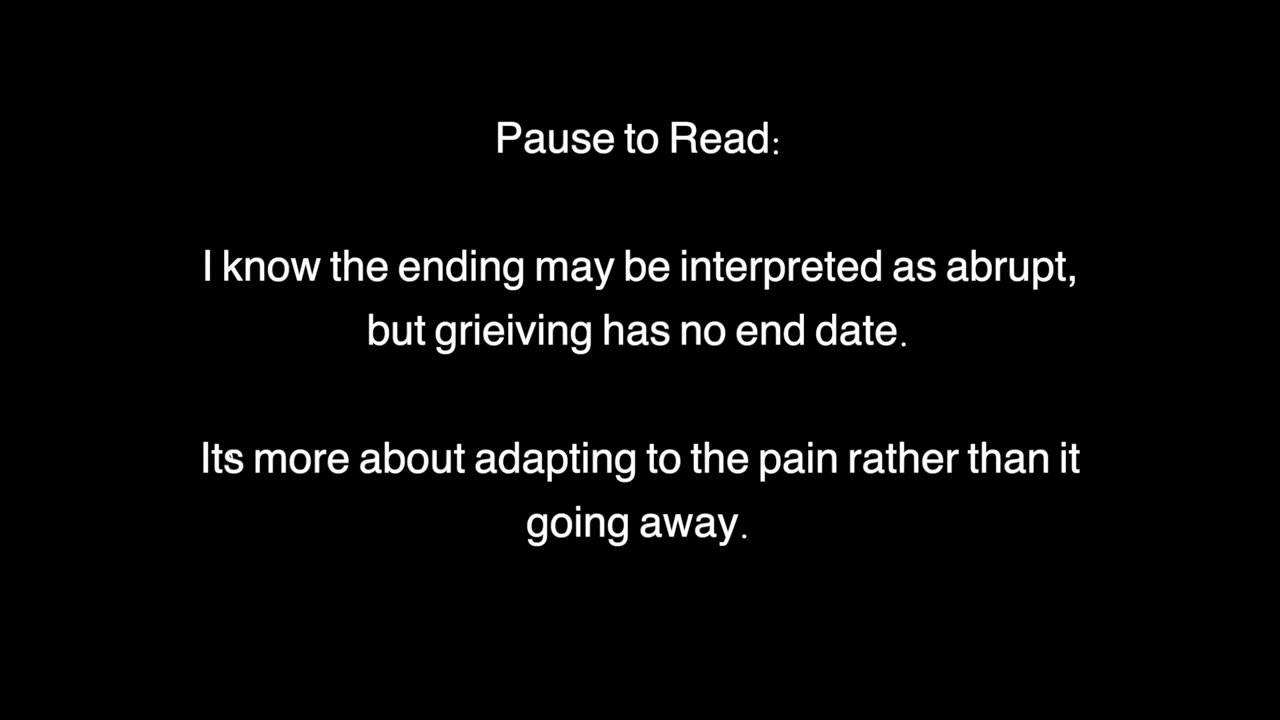 Pause to Read:
I know the ending may be interpreted as abrupt,
but grieiving has no end date.
Its more about adapting to the pain rather than it
going away.